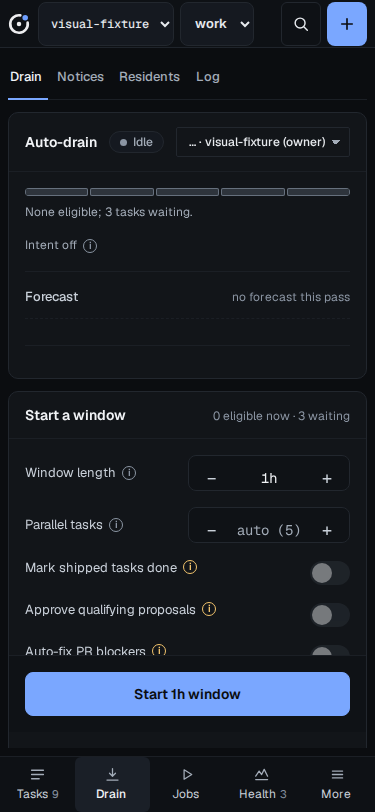 visual-fixture work
Drain Notices Residents Log
Auto-drain Idle ... · visual-fixture (owner)
None eligible; 3 tasks waiting.
Intent off
Forecast no forecast this pass
Start a window 0 eligible now · 3 waiting
Window length − 1h +
Parallel tasks − auto (5) +
Mark shipped tasks done
Approve qualifying proposals
Auto-fix PR blockers
Start 1h window
Tasks 9 Drain Jobs Health 3 More